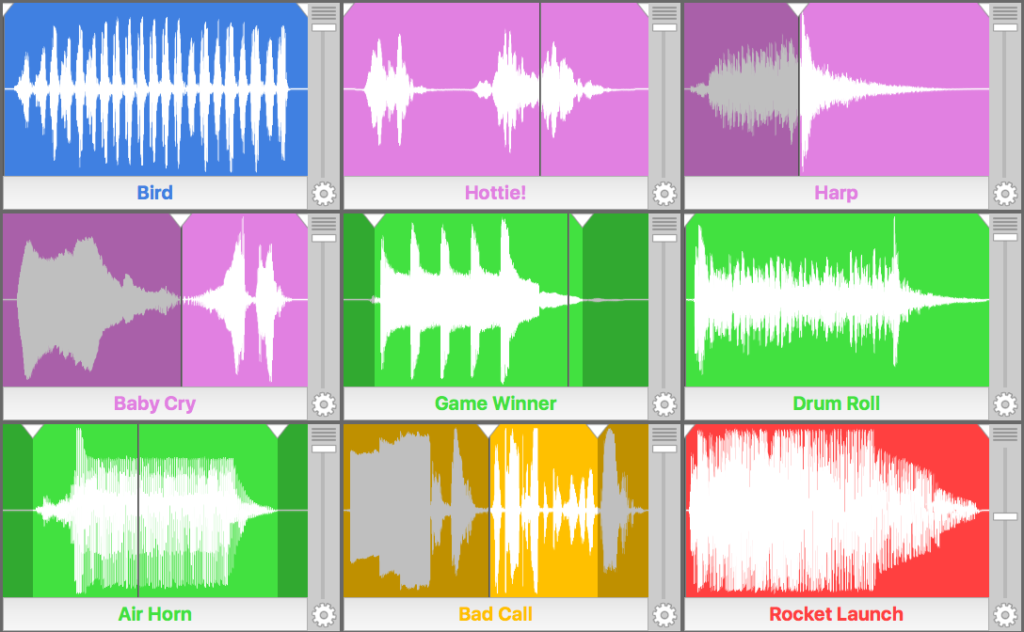 Bird
Hottie!
Harp
Baby Cry
Game Winner
Drum Roll
Air Horn
Bad Call
Rocket Launch